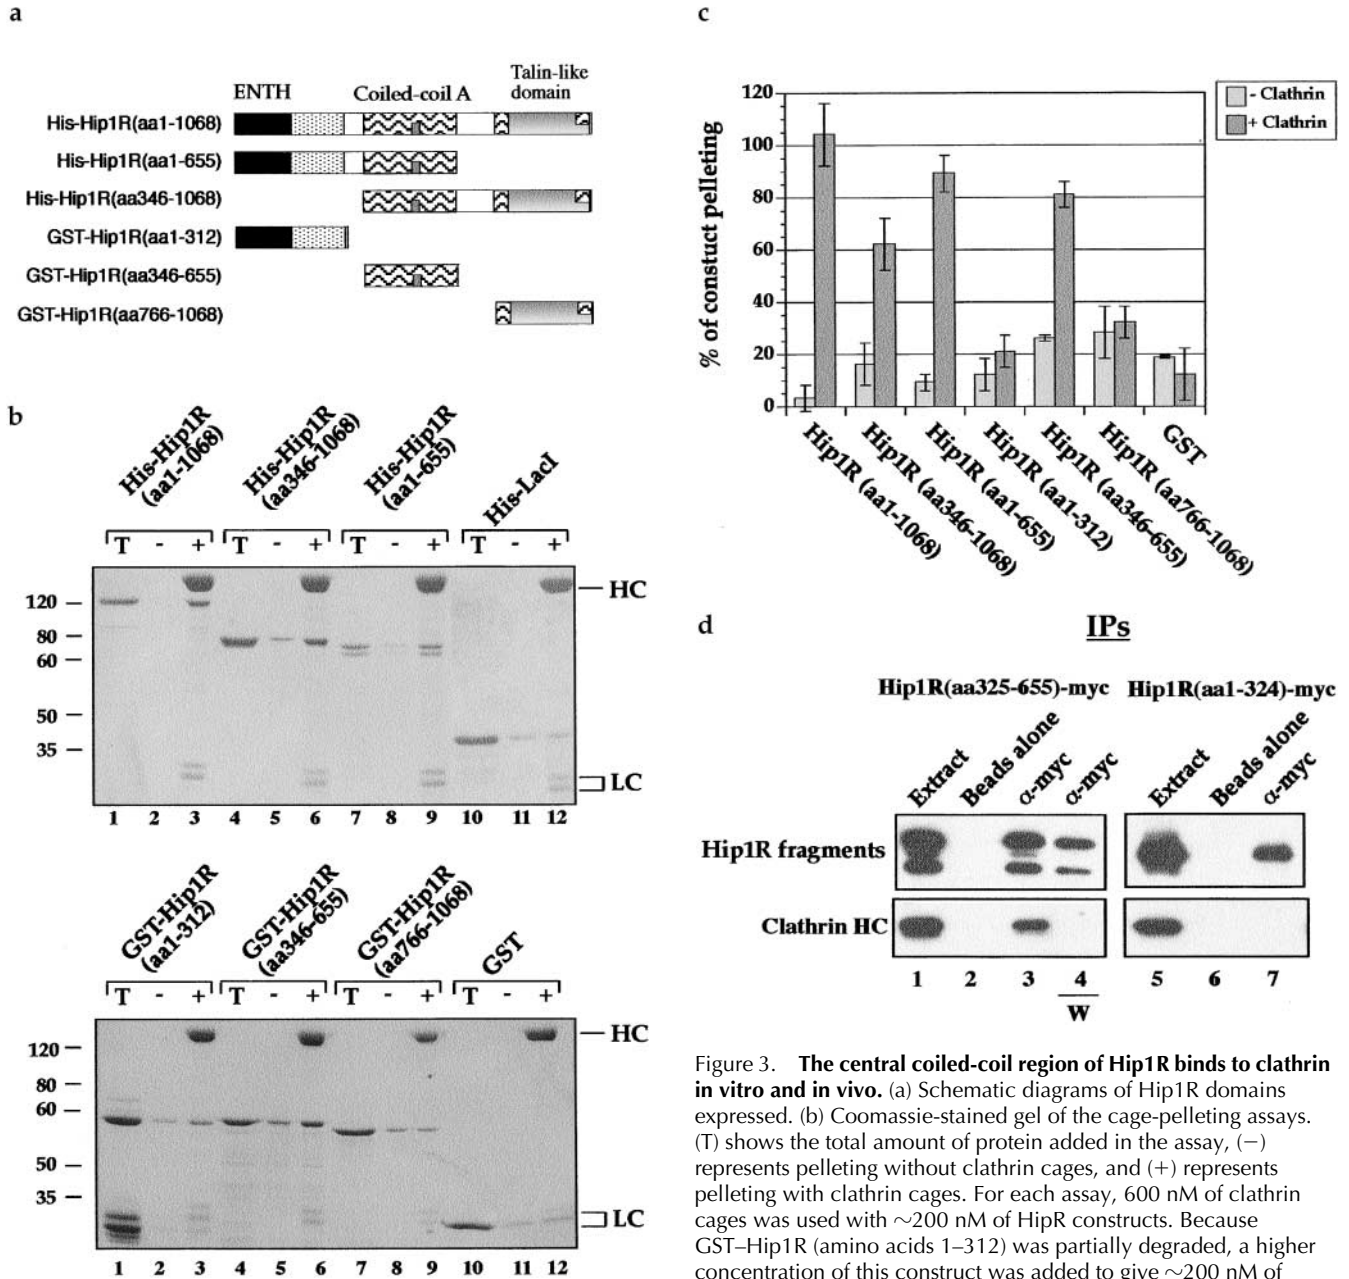 a
ENTH
Coiled-coil A
Talin-like
domain
His-Hip1R(aa1-1068)
His-Hip1R(aa1-655)
His-Hip1R(aa346-1068)
GST-Hip1R(aa1-312)
GST-Hip1R(aa346-655)
GST-Hip1R(aa766-1068)
b
His-Hip1R
(aa1-1068)
His-Hip1R
(aa346-1068)
His-Hip1R
(aa1-655)
His-LacI
T - + T - + T - + T - +
HC
120
80
60
50
35
LC
1 2 3 4 5 6 7 8 9 10 11 12
GST-Hip1R
(aa1-312)
GST-Hip1R
(aa346-655)
GST-Hip1R
(aa766-1068)
GST
T - + T - + T - + T - +
HC
120
80
60
50
35
LC
1 2 3 4 5 6 7 8 9 10 11 12
c
- Clathrin
+ Clathrin
% of constuct pelleting
120
100
80
60
40
20
0
Hip1R (aa1-1068)
Hip1R (aa346-1068)
Hip1R (aa1-655)
Hip1R (aa1-312)
Hip1R (aa346-655)
Hip1R (aa766-1068)
GST
d
IPs
Hip1R(aa325-655)-myc
Hip1R(aa1-324)-myc
Extract
Beads alone
α-myc
α-myc
Extract
Beads alone
α-myc
Hip1R fragments
Clathrin HC
1 2 3 4 5 6 7
W
Figure 3. The central coiled-coil region of Hip1R binds to clathrin
in vitro and in vivo. (a) Schematic diagrams of Hip1R domains
expressed. (b) Coomassie-stained gel of the cage-pelleting assays.
(T) shows the total amount of protein added in the assay, (−)
represents pelleting without clathrin cages, and (+) represents
pelleting with clathrin cages. For each assay, 600 nM of clathrin
cages was used with ~200 nM of HipR constructs. Because
GST–Hip1R (amino acids 1–312) was partially degraded, a higher
concentration of this construct was added to give ~200 nM of